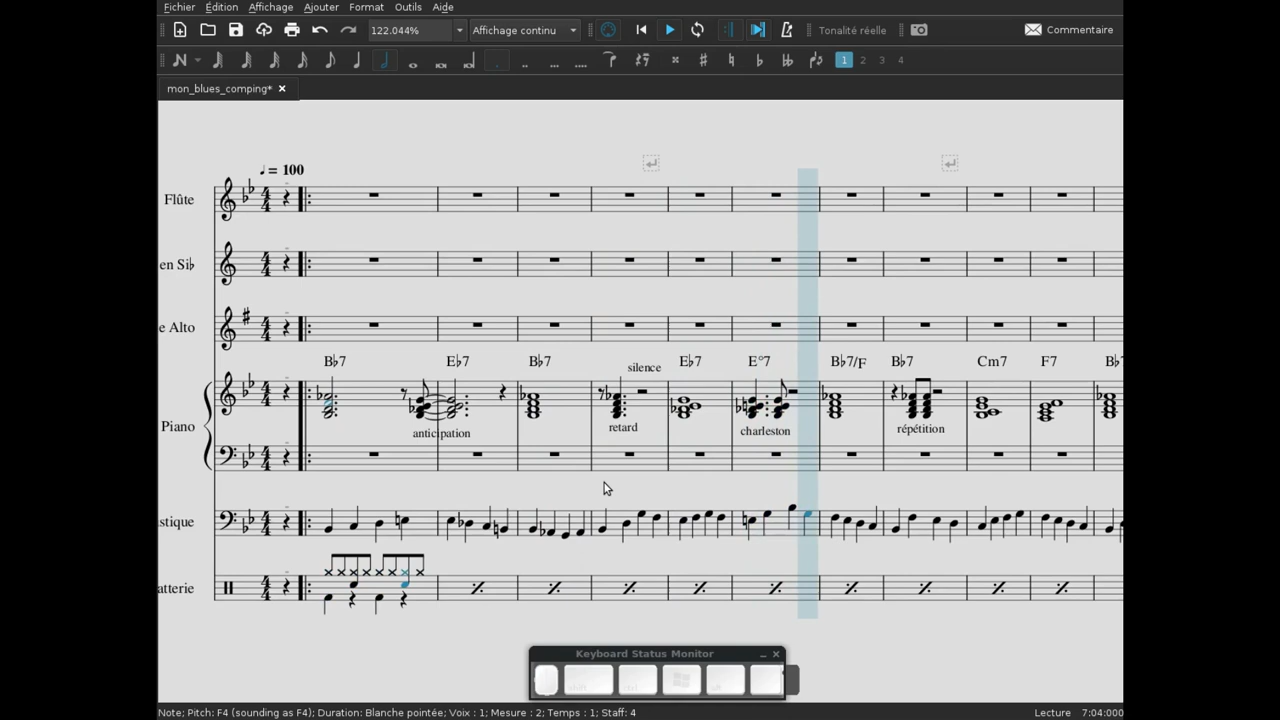 Fichier Édition Affichage Ajouter Format Outils Aide
122.044% Affichage continu Tonalité réelle Commentaire
1 2 3 4
mon_blues_comping*
♩ = 100
Flûte
en Si♭
e Alto
B♭7 E♭7 B♭7 silence E♭7 E°7 B♭7/F B♭7 Cm7 F7 B♭
Piano
anticipation retard charleston répétition
stique
atterie
Keyboard Status Monitor
Note; Pitch: F4 (sounding as F4); Duration: Blanche pointée; Voix : 1; Mesure : 2; Temps : 1; Staff: 4 Lecture 7:04:000